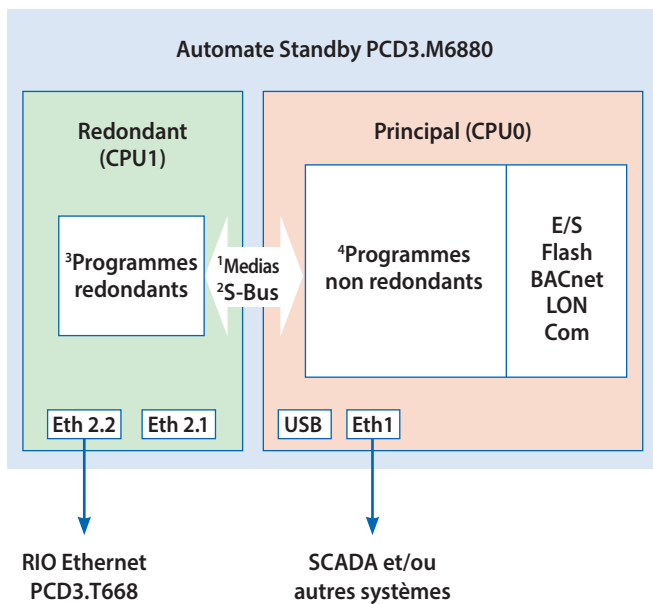 Automate Standby PCD3.M6880
Redondant
(CPU1)
³Programmes
redondants
¹Medias
²S-Bus
Principal (CPU0)
⁴Programmes
non redondants
E/S
Flash
BACnet
LON
Com
Eth 2.2
Eth 2.1
USB
Eth1
RIO Ethernet
PCD3.T668
SCADA et/ou
autres systèmes